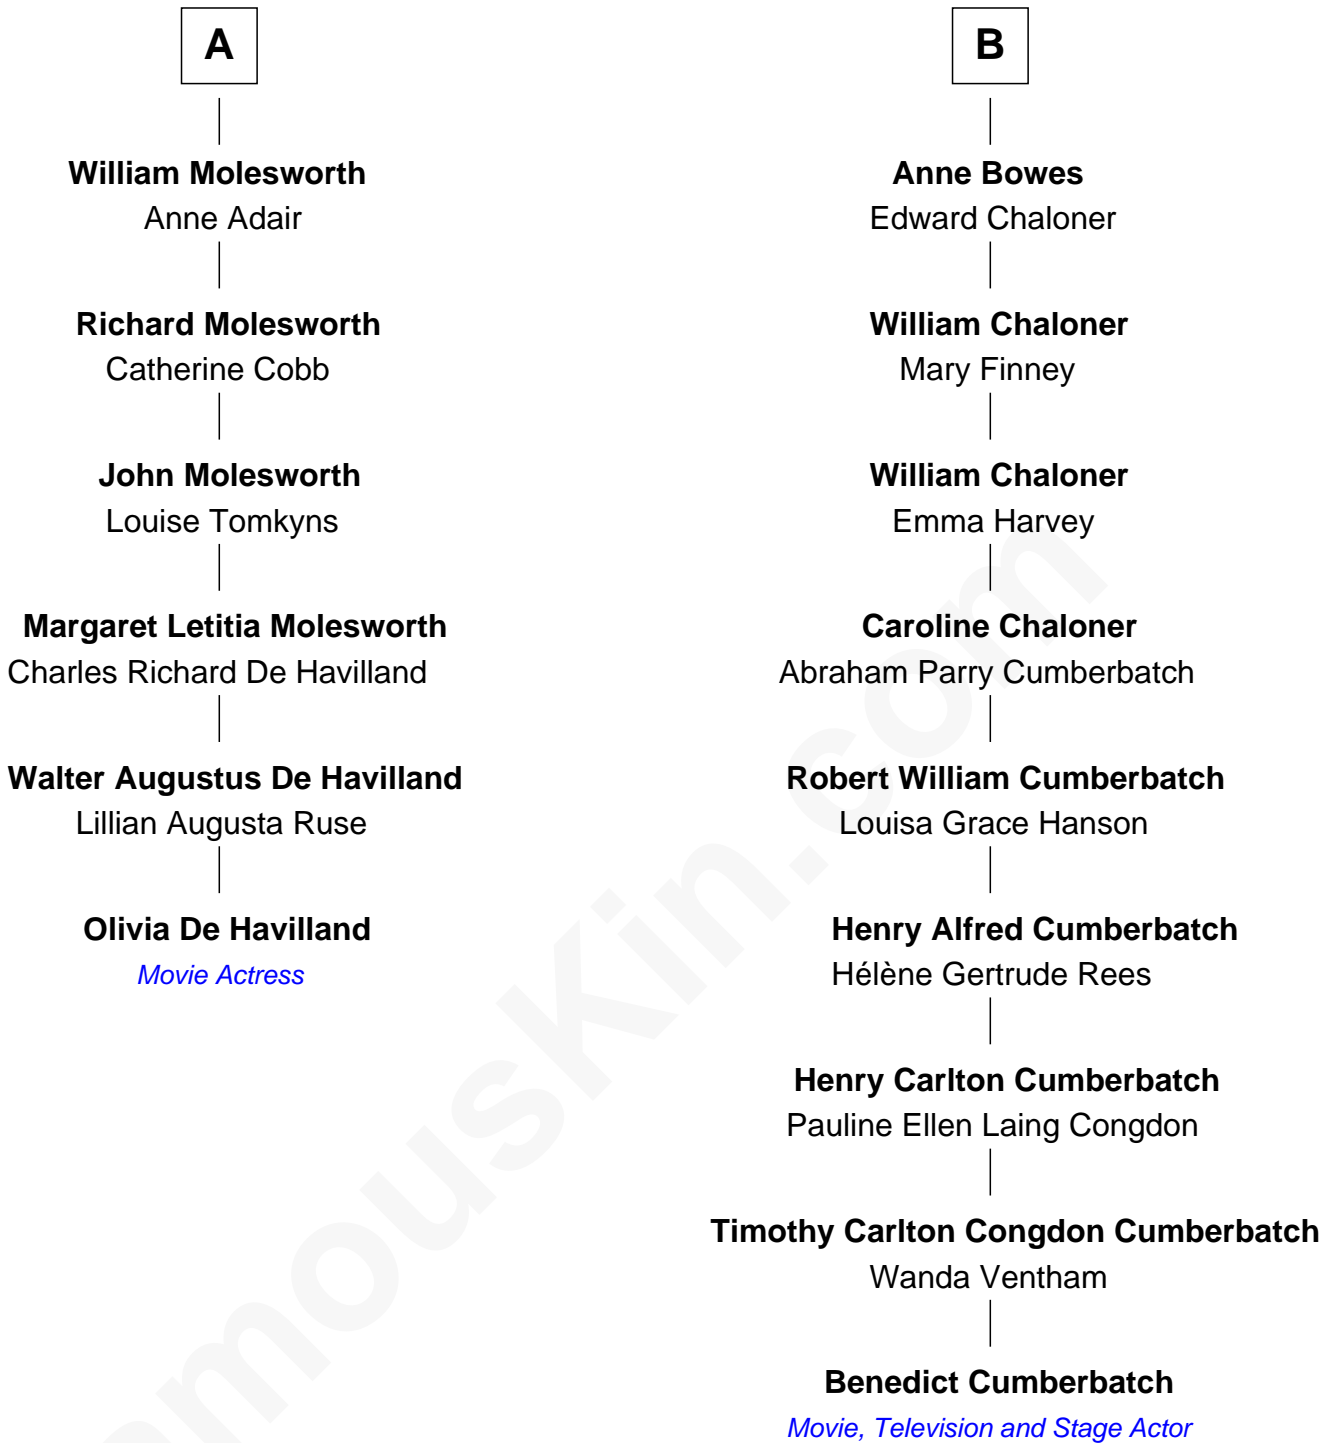 A
William Molesworth
Anne Adair
Richard Molesworth
Catherine Cobb
John Molesworth
Louise Tomkyns
Margaret Letitia Molesworth
Charles Richard De Havilland
Walter Augustus De Havilland
Lillian Augusta Ruse
Olivia De Havilland
Movie Actress
B
Anne Bowes
Edward Chaloner
William Chaloner
Mary Finney
William Chaloner
Emma Harvey
Caroline Chaloner
Abraham Parry Cumberbatch
Robert William Cumberbatch
Louisa Grace Hanson
Henry Alfred Cumberbatch
Hélène Gertrude Rees
Henry Carlton Cumberbatch
Pauline Ellen Laing Congdon
Timothy Carlton Congdon Cumberbatch
Wanda Ventham
Benedict Cumberbatch
Movie, Television and Stage Actor
amousKin.com